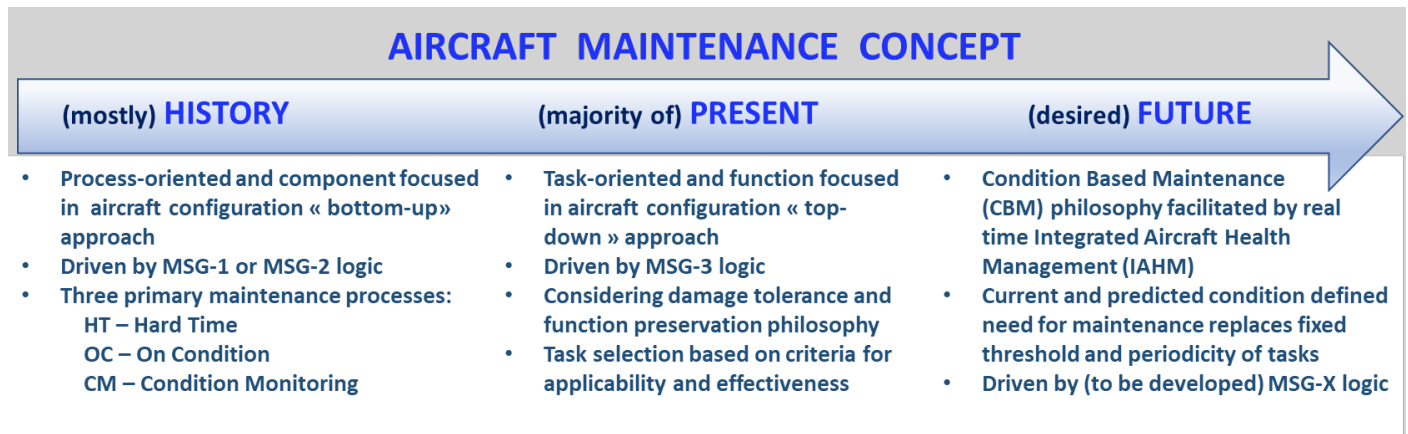 AIRCRAFT MAINTENANCE CONCEPT
(mostly) HISTORY
(majority of) PRESENT
(desired) FUTURE
• Process-oriented and component focused
in aircraft configuration « bottom-up»
approach
• Driven by MSG-1 or MSG-2 logic
• Three primary maintenance processes:
HT – Hard Time
OC – On Condition
CM – Condition Monitoring
• Task-oriented and function focused
in aircraft configuration « top-
down » approach
• Driven by MSG-3 logic
• Considering damage tolerance and
function preservation philosophy
• Task selection based on criteria for
applicability and effectiveness
• Condition Based Maintenance
(CBM) philosophy facilitated by real
time Integrated Aircraft Health
Management (IAHM)
• Current and predicted condition defined
need for maintenance replaces fixed
threshold and periodicity of tasks
• Driven by (to be developed) MSG-X logic